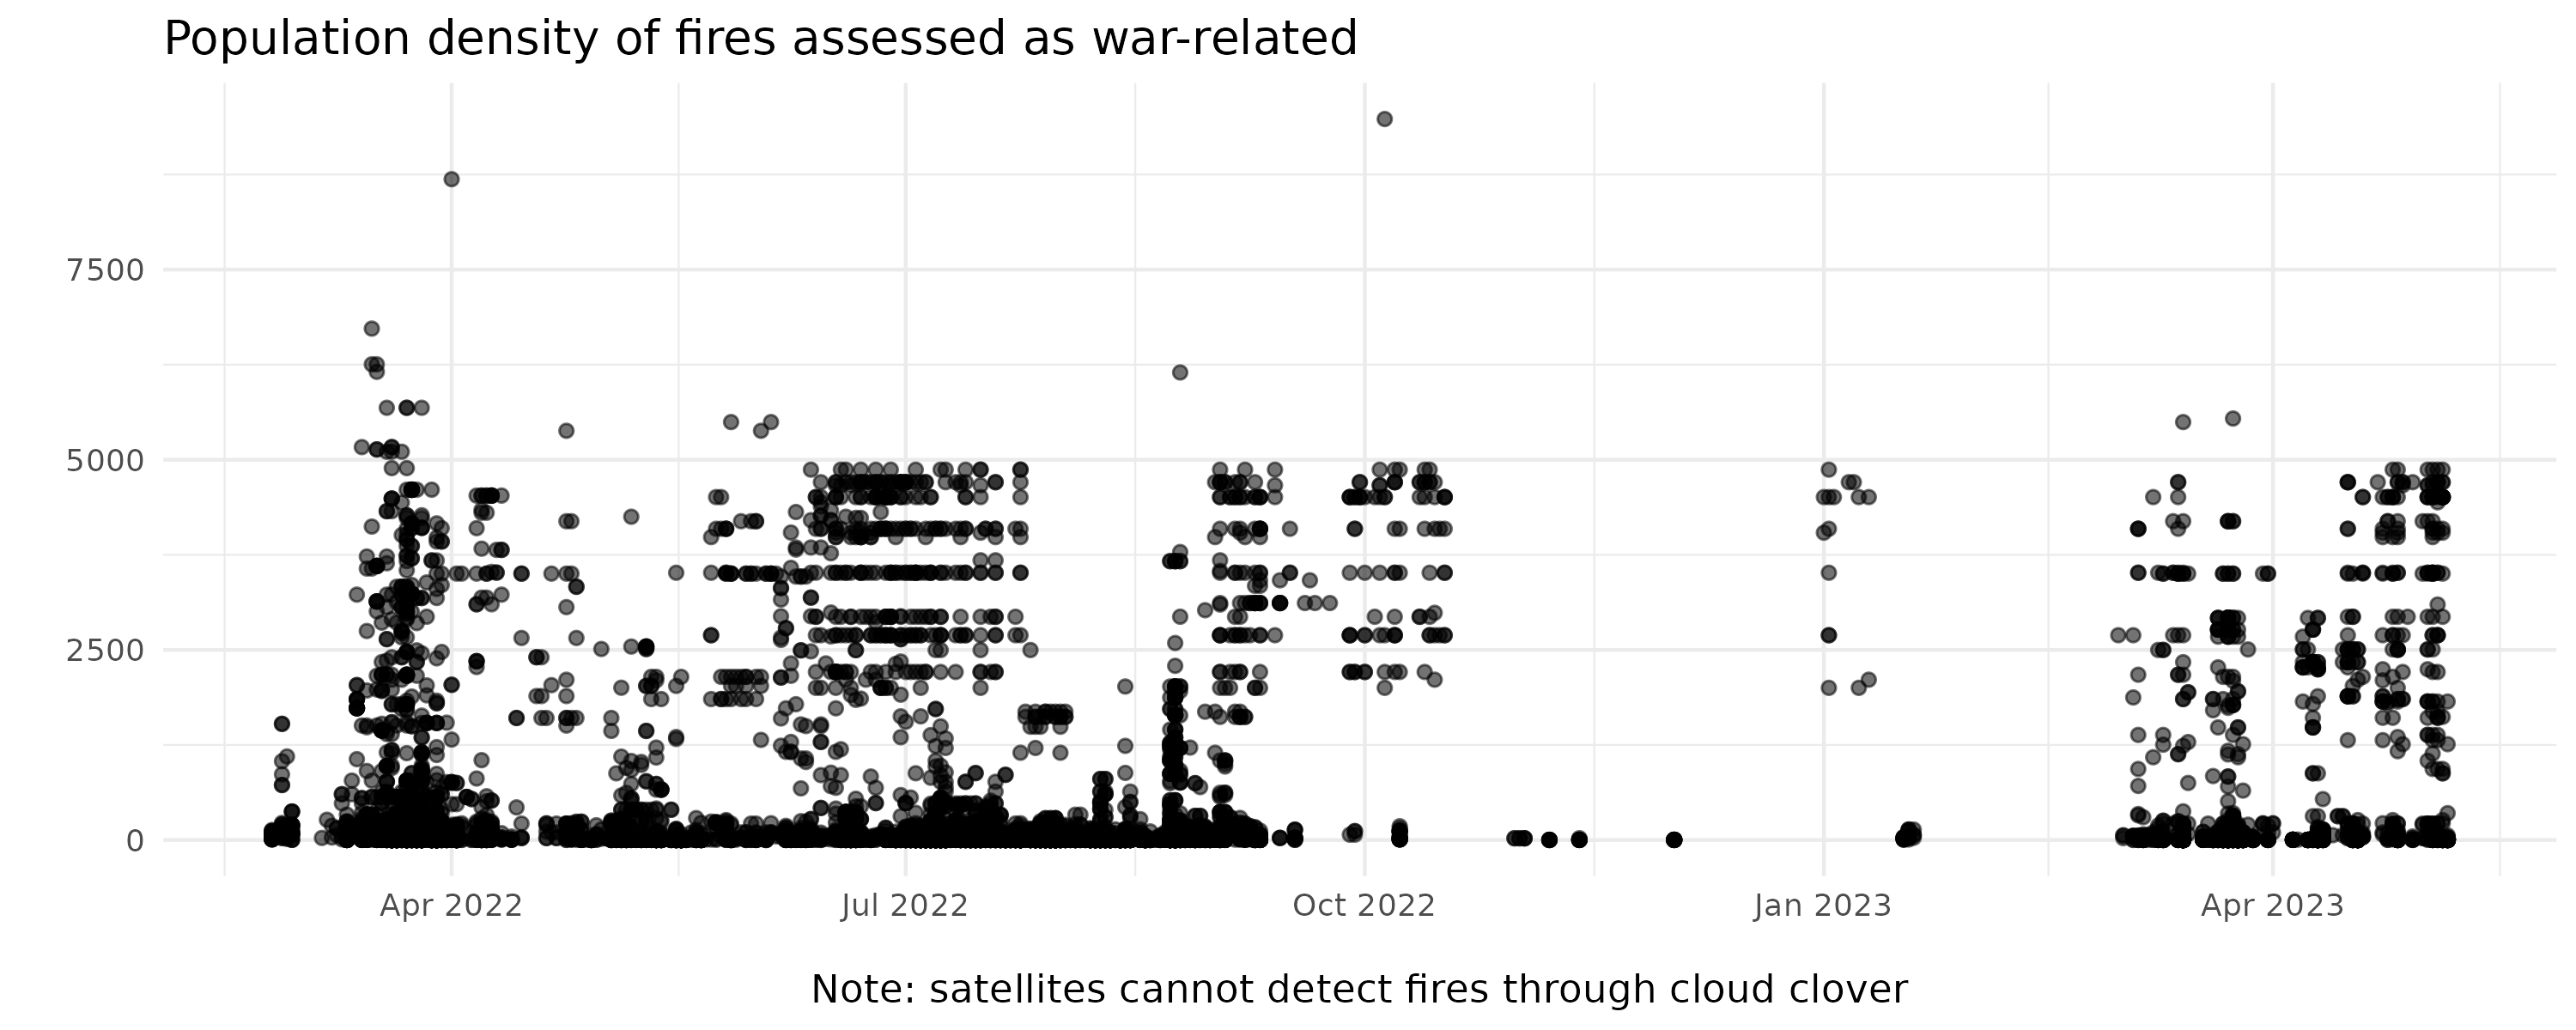 Population density of fires assessed as war-related
7500
5000
2500
0
Apr 2022
Jul 2022
Oct 2022
Jan 2023
Apr 2023
Note: satellites cannot detect fires through cloud clover